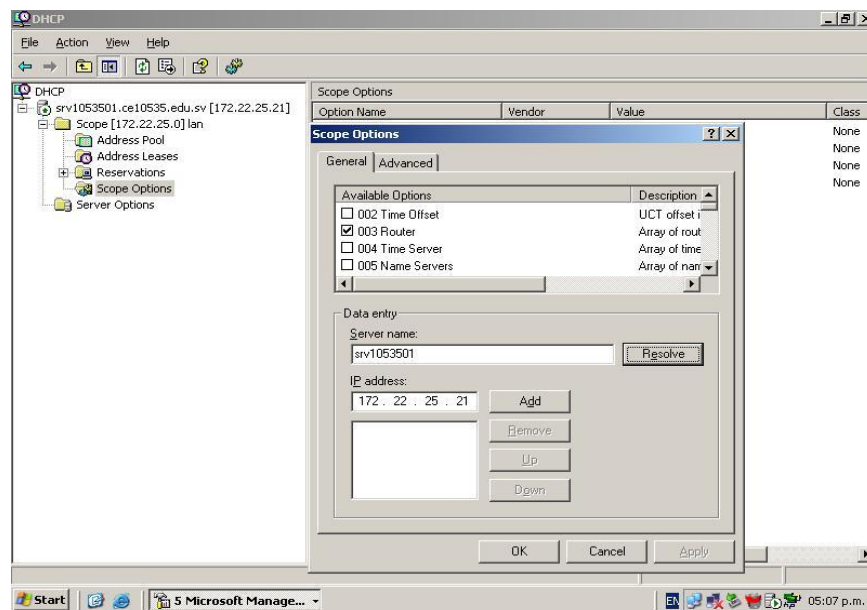 DHCP
File Action View Help
DHCP
srv1053501.ce10535.edu.sv [172.22.25.21]
Scope [172.22.25.0] lan
Address Pool
Address Leases
Reservations
Scope Options
Server Options
Scope Options
Option Name Vendor Value Class
None
None
None
None
Scope Options
General Advanced
Available Options Description
002 Time Offset UCT offset i
003 Router Array of rout
004 Time Server Array of time
005 Name Servers Array of nam
Data entry
Server name:
srv1053501 Resolve
IP address:
172 . 22 . 25 . 21 Add
Remove
Up
Down
OK Cancel Apply
Start 5 Microsoft Manage... EN 05:07 p.m.